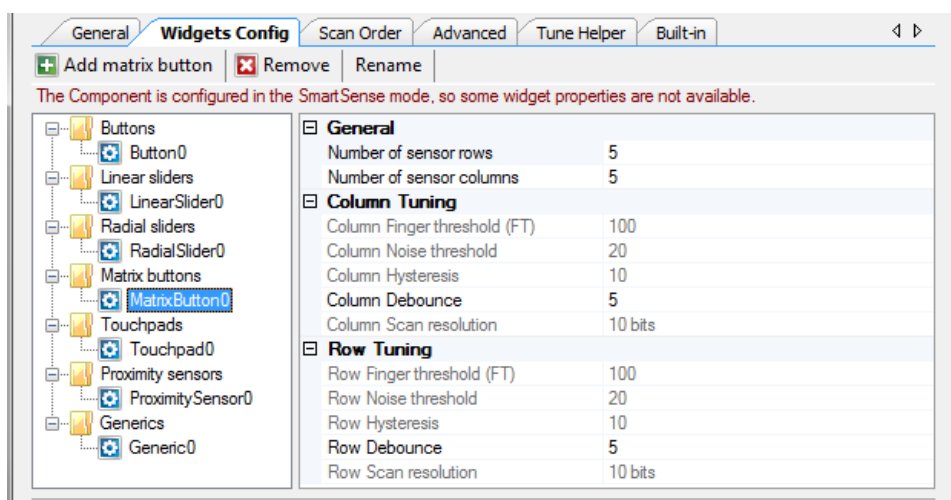 General Widgets Config Scan Order Advanced Tune Helper Built-in
Add matrix button Remove Rename
The Component is configured in the SmartSense mode, so some widget properties are not available.
Buttons
Button0
Linear sliders
LinearSlider0
Radial sliders
RadialSlider0
Matrix buttons
MatrixButton0
Touchpads
Touchpad0
Proximity sensors
ProximitySensor0
Generics
Generic0
General
Number of sensor rows 5
Number of sensor columns 5
Column Tuning
Column Finger threshold (FT) 100
Column Noise threshold 20
Column Hysteresis 10
Column Debounce 5
Column Scan resolution 10 bits
Row Tuning
Row Finger threshold (FT) 100
Row Noise threshold 20
Row Hysteresis 10
Row Debounce 5
Row Scan resolution 10 bits